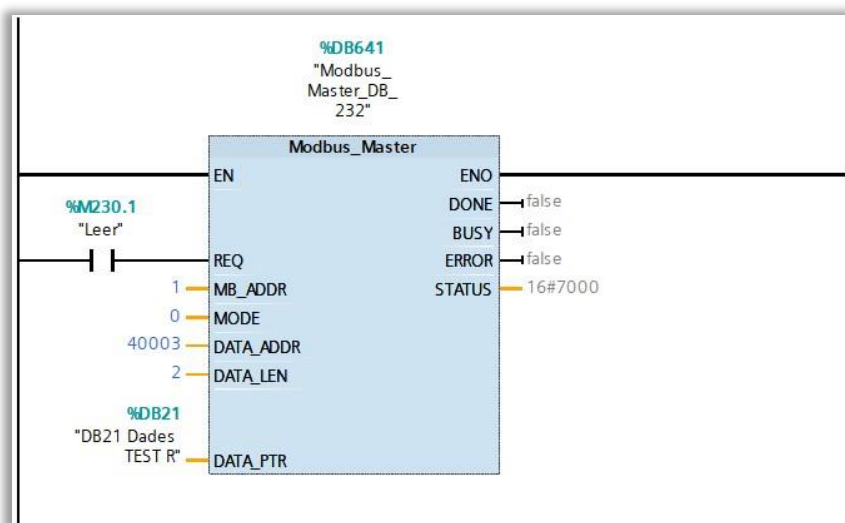 %DB641
"Modbus_
Master_DB_
232"
Modbus_Master
EN
ENO
DONE
false
%M230.1
"Leer"
BUSY
false
REQ
ERROR
false
1
MB_ADDR
STATUS
16#7000
0
MODE
40003
DATA_ADDR
2
DATA_LEN
%DB21
"DB21 Dades
TEST R"
DATA_PTR